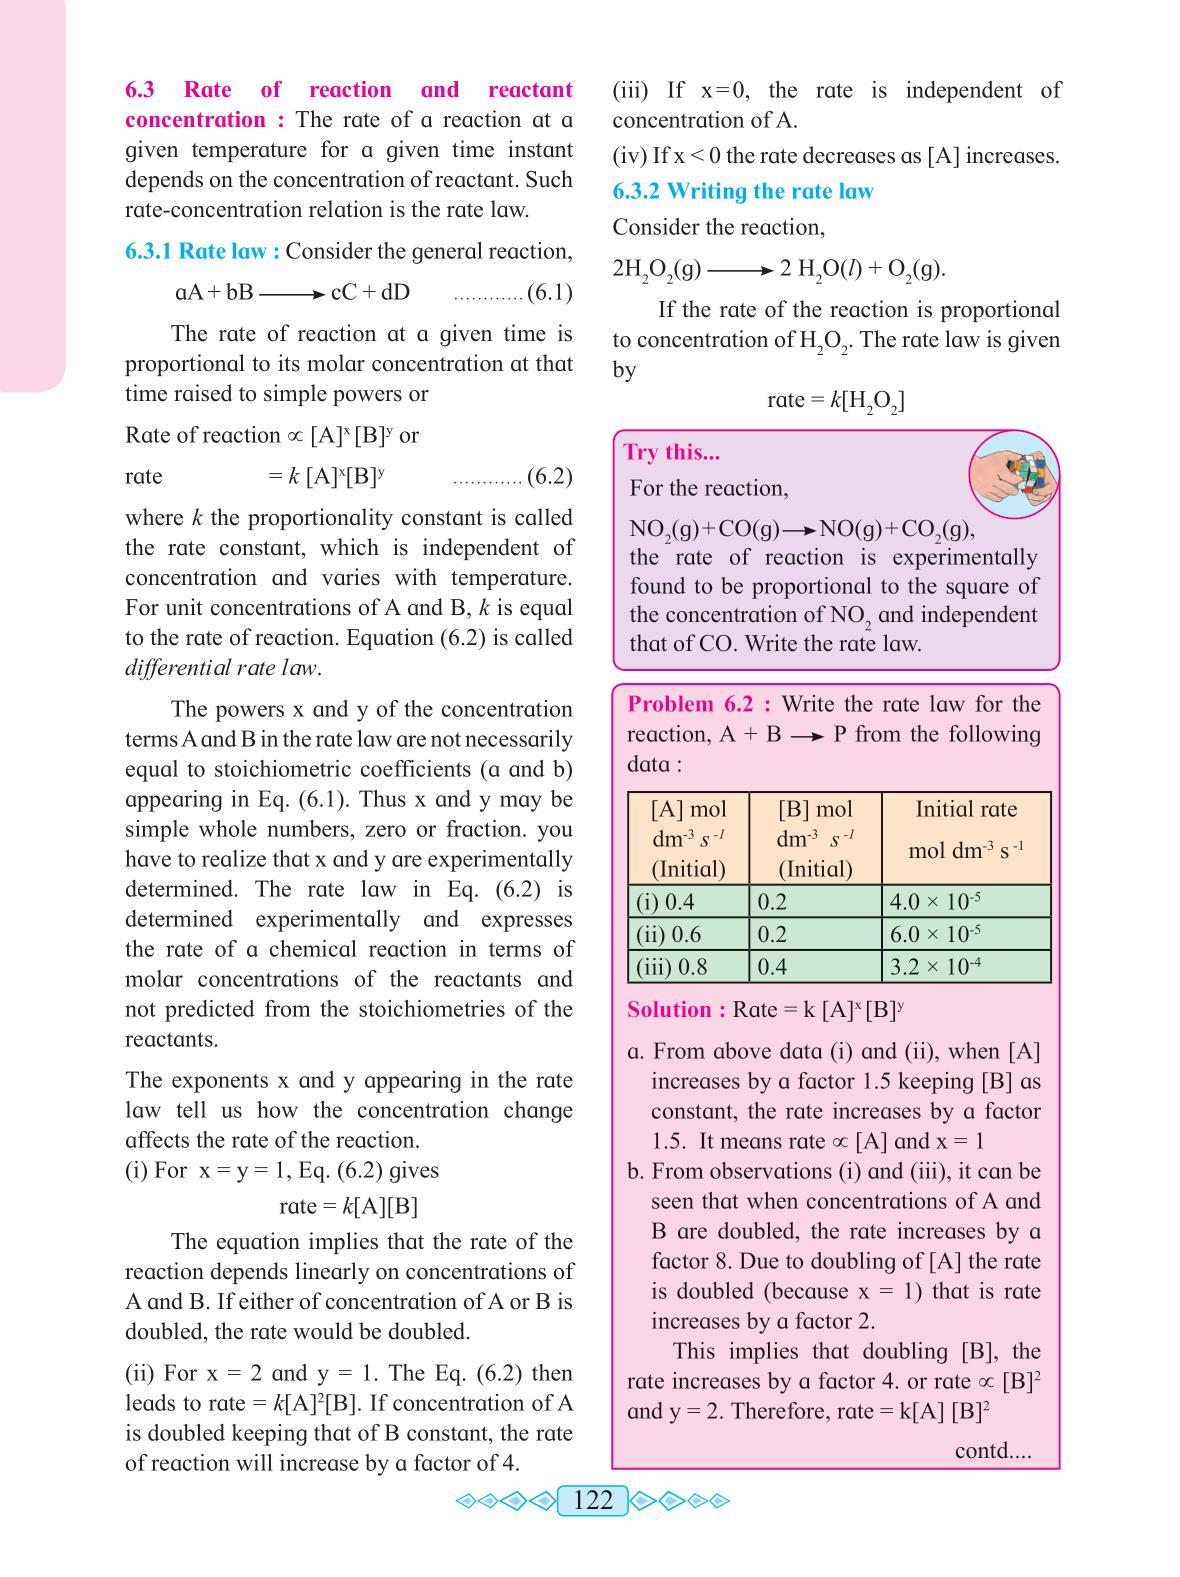 6.3 Rate of reaction and reactant
concentration : The rate of a reaction at a
given temperature for a given time instant
depends on the concentration of reactant. Such
rate-concentration relation is the rate law.
6.3.1 Rate law : Consider the general reaction,
aA + bB ⟶ cC + dD ............ (6.1)
The rate of reaction at a given time is
proportional to its molar concentration at that
time raised to simple powers or
Rate of reaction ∝ [A]ˣ [B]ʸ or
rate = k [A]ˣ[B]ʸ ............ (6.2)
where k the proportionality constant is called
the rate constant, which is independent of
concentration and varies with temperature.
For unit concentrations of A and B, k is equal
to the rate of reaction. Equation (6.2) is called
differential rate law.
The powers x and y of the concentration
terms A and B in the rate law are not necessarily
equal to stoichiometric coefficients (a and b)
appearing in Eq. (6.1). Thus x and y may be
simple whole numbers, zero or fraction. you
have to realize that x and y are experimentally
determined. The rate law in Eq. (6.2) is
determined experimentally and expresses
the rate of a chemical reaction in terms of
molar concentrations of the reactants and
not predicted from the stoichiometries of the
reactants.
The exponents x and y appearing in the rate
law tell us how the concentration change
affects the rate of the reaction.
(i) For x = y = 1, Eq. (6.2) gives
rate = k[A][B]
The equation implies that the rate of the
reaction depends linearly on concentrations of
A and B. If either of concentration of A or B is
doubled, the rate would be doubled.
(ii) For x = 2 and y = 1. The Eq. (6.2) then
leads to rate = k[A]²[B]. If concentration of A
is doubled keeping that of B constant, the rate
of reaction will increase by a factor of 4.
(iii) If x=0, the rate is independent of
concentration of A.
(iv) If x < 0 the rate decreases as [A] increases.
6.3.2 Writing the rate law
Consider the reaction,
2H₂O₂(g) ⟶ 2 H₂O(l) + O₂(g).
If the rate of the reaction is proportional
to concentration of H₂O₂. The rate law is given
by
rate = k[H₂O₂]
Try this...
For the reaction,
NO₂(g)+CO(g)⟶NO(g)+CO₂(g),
the rate of reaction is experimentally
found to be proportional to the square of
the concentration of NO₂ and independent
that of CO. Write the rate law.
Problem 6.2 : Write the rate law for the
reaction, A + B ⟶ P from the following
data :
[A] mol dm⁻³ s⁻¹ (Initial) [B] mol dm⁻³ s⁻¹ (Initial) Initial rate mol dm⁻³ s⁻¹
(i) 0.4 0.2 4.0 × 10⁻⁵
(ii) 0.6 0.2 6.0 × 10⁻⁵
(iii) 0.8 0.4 3.2 × 10⁻⁴
Solution : Rate = k [A]ˣ [B]ʸ
a. From above data (i) and (ii), when [A]
increases by a factor 1.5 keeping [B] as
constant, the rate increases by a factor
1.5. It means rate ∝ [A] and x = 1
b. From observations (i) and (iii), it can be
seen that when concentrations of A and
B are doubled, the rate increases by a
factor 8. Due to doubling of [A] the rate
is doubled (because x = 1) that is rate
increases by a factor 2.
This implies that doubling [B], the
rate increases by a factor 4. or rate ∝ [B]²
and y = 2. Therefore, rate = k[A] [B]²
contd....
122